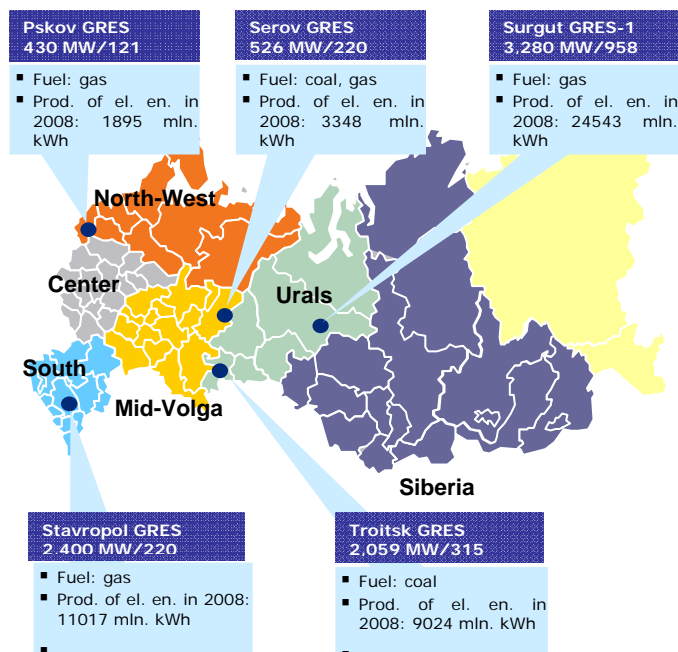 Pskov GRES
430 MW/121
▪ Fuel: gas
▪ Prod. of el. en. in
2008: 1895 mln.
kWh
Serov GRES
526 MW/220
▪ Fuel: coal, gas
▪ Prod. of el. en. in
2008: 3348 mln.
kWh
Surgut GRES-1
3,280 MW/958
▪ Fuel: gas
▪ Prod. of el. en. in
2008: 24543 mln.
kWh
North-West
Center
Urals
South
Mid-Volga
Siberia
Stavropol GRES
2,400 MW/220
▪ Fuel: gas
▪ Prod. of el. en. in 2008:
11017 mln. kWh
Troitsk GRES
2,059 MW/315
▪ Fuel: coal
▪ Prod. of el. en. in
2008: 9024 mln. kWh